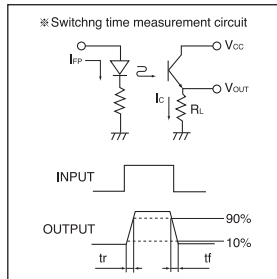 ※Switchng time measurement circuit
VCC
IFP
VOUT
IC
RL
INPUT
OUTPUT
90%
10%
tr
tf